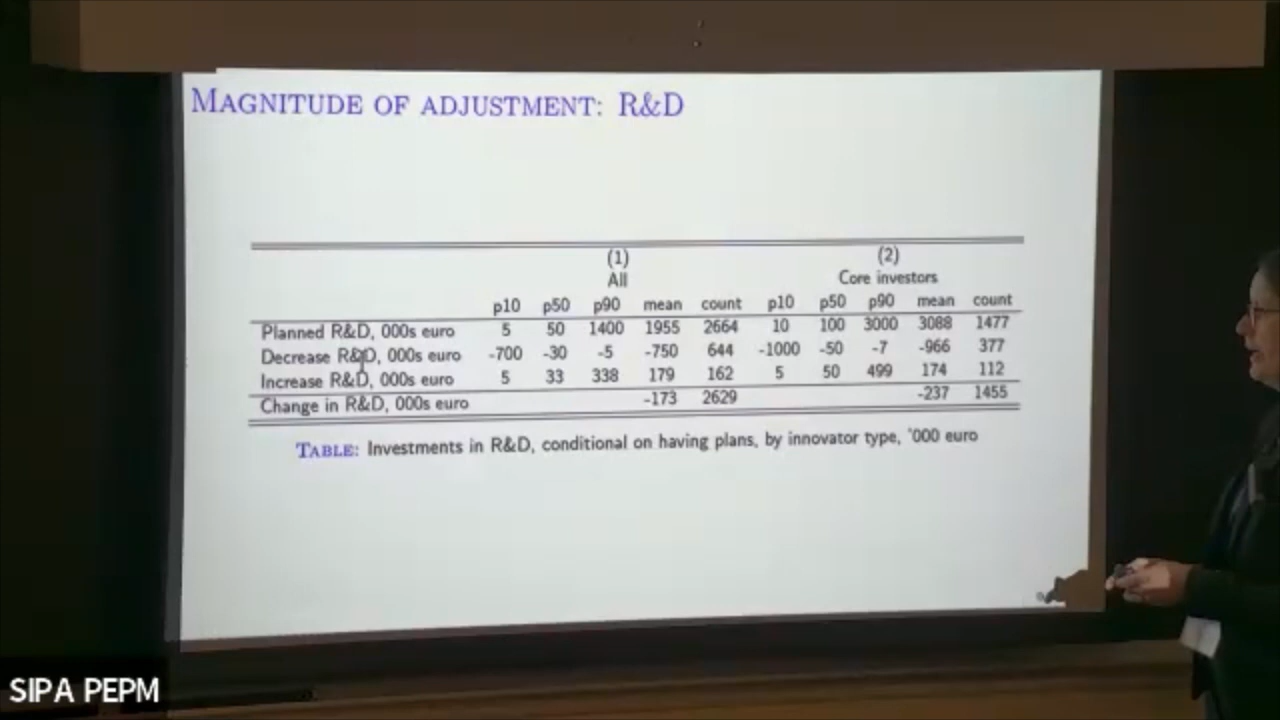 MAGNITUDE OF ADJUSTMENT: R&D
(1) (2)
All Core investors
p10 p50 p90 mean count p10 p50 p90 mean count
Planned R&D, 000s euro 5 50 1400 1955 2664 10 100 3000 3088 1477
Decrease R&D, 000s euro -700 -30 -5 -750 644 -1000 -50 -7 -966 377
Increase R&D, 000s euro 5 33 338 179 162 5 50 499 174 112
Change in R&D, 000s euro -173 2629 -237 1455
TABLE: Investments in R&D, conditional on having plans, by innovator type, '000 euro
SIPA PEPM